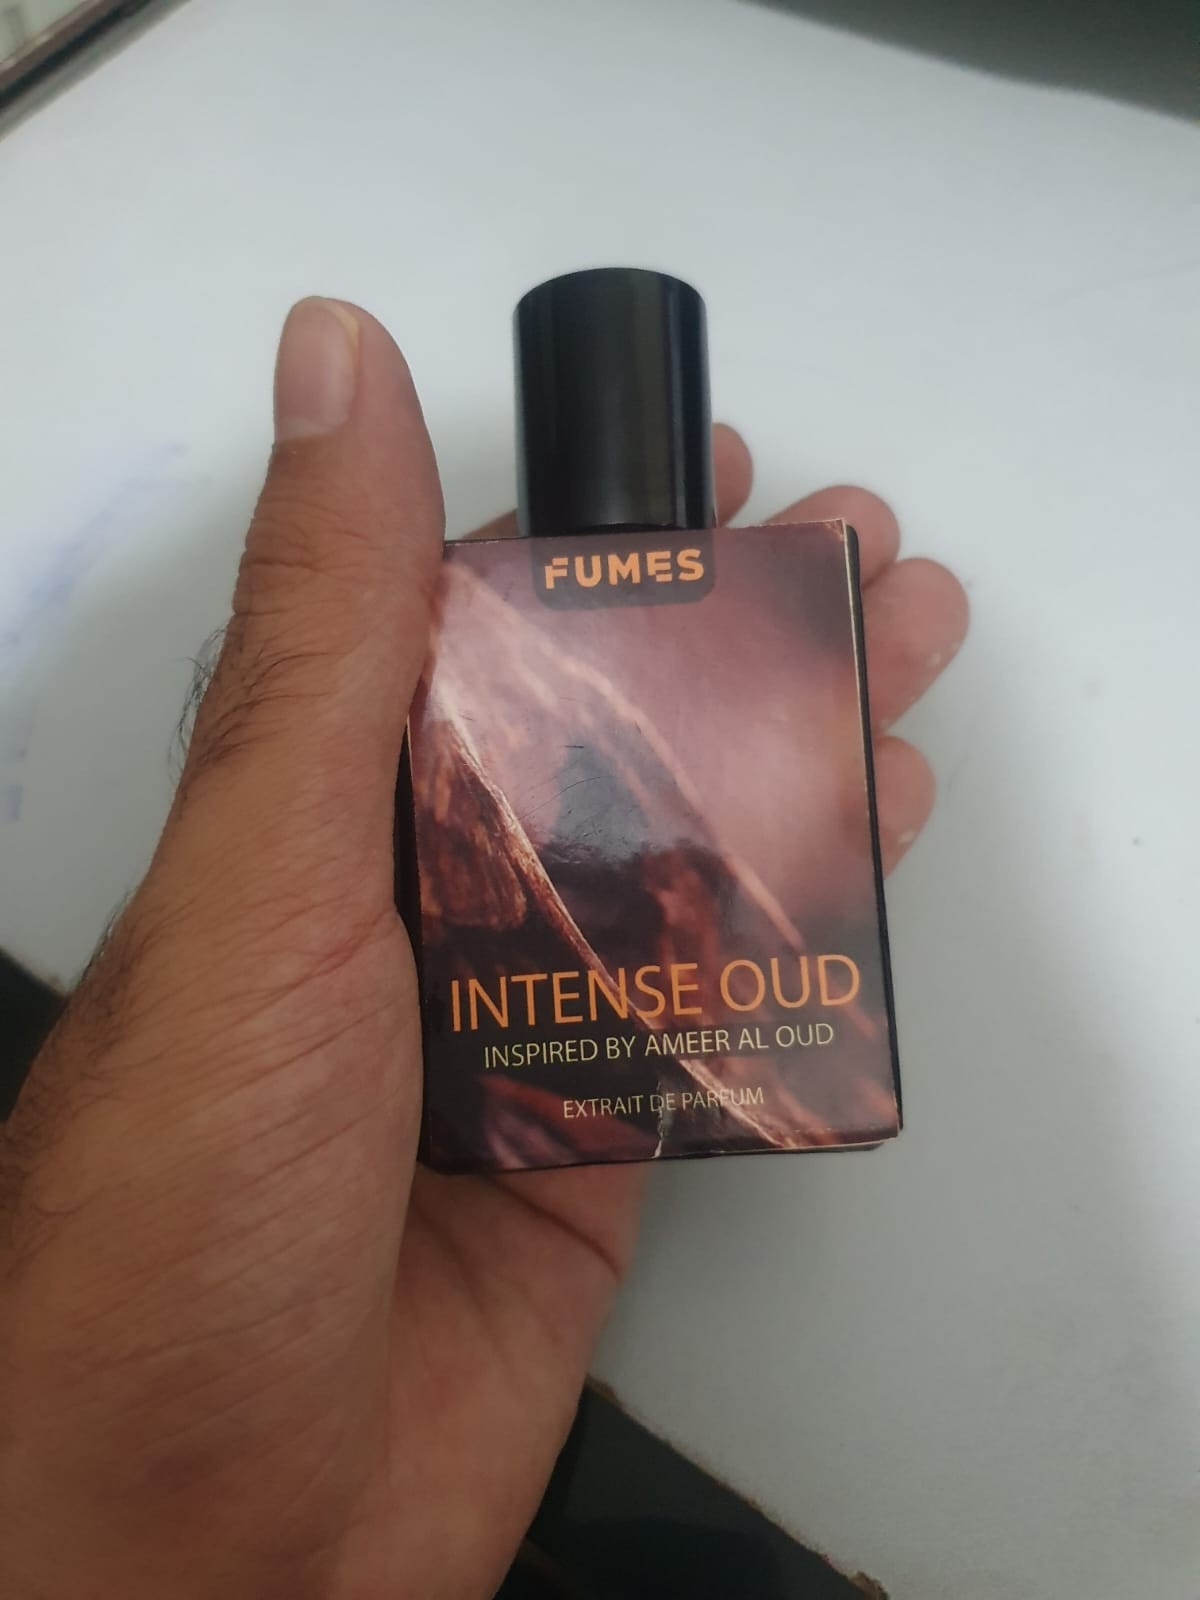 FUMES
INTENSE OUD
INSPIRED BY AMEER AL OUD
EXTRAIT DE PARFUM